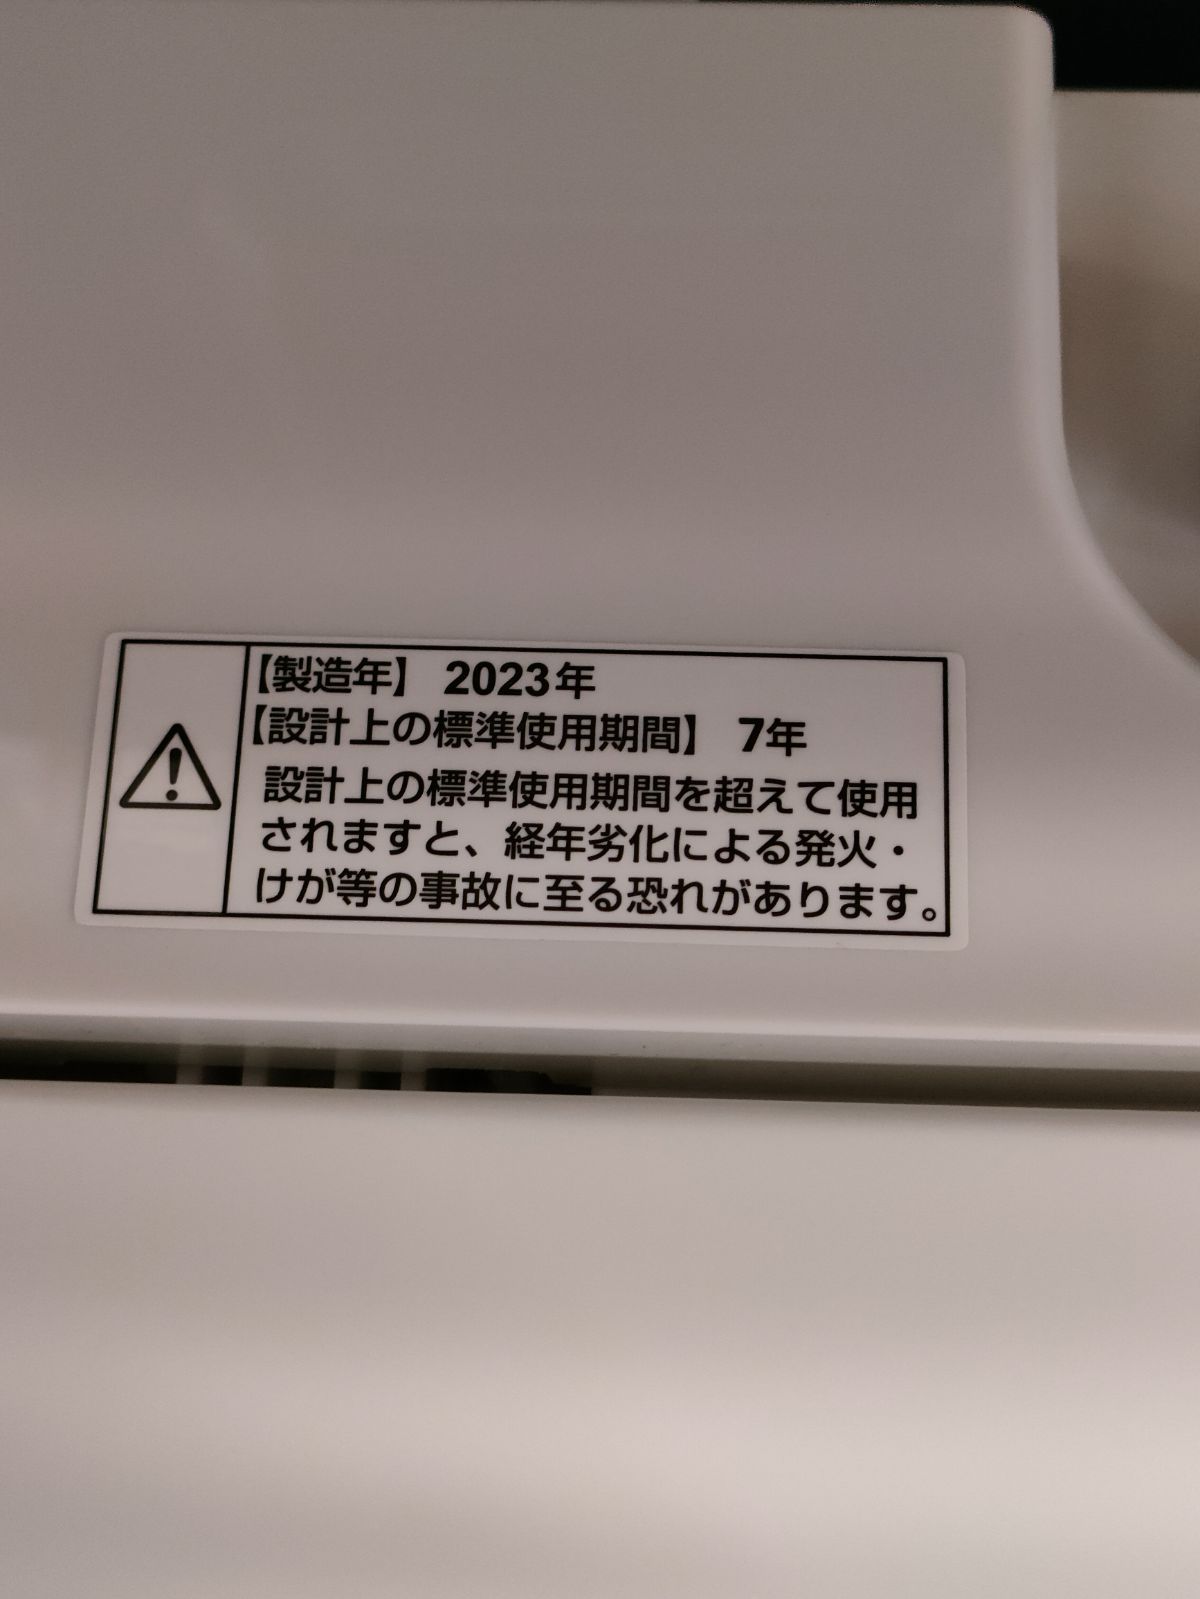 【製造年】 2023年
【設計上の標準使用期間】 7年
設計上の標準使用期間を超えて使用
されますと、経年劣化による発火・
けが等の事故に至る恐れがあります。